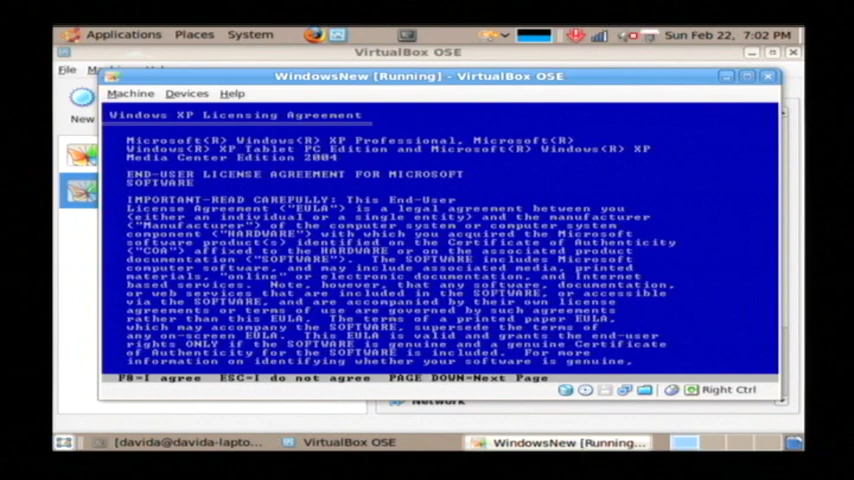 Applications Places System Sun Feb 22, 7:02 PM
VirtualBox OSE
File
WindowsNew [Running] - VirtualBox OSE
Machine Devices Help
New
Windows XP Licensing Agreement
Microsoft(R) Windows(R) XP Professional, Microsoft(R)
Windows(R) XP Tablet PC Edition and Microsoft(R) Windows(R) XP
Media Center Edition 2004
END-USER LICENSE AGREEMENT FOR MICROSOFT
SOFTWARE
IMPORTANT-READ CAREFULLY: This End-User
License Agreement ("EULA") is a legal agreement between you
(either an individual or a single entity) and the manufacturer
("Manufacturer") of the computer system or computer system
component ("HARDWARE") with which you acquired the Microsoft
software product(s) identified on the Certificate of Authenticity
("COA") affixed to the HARDWARE or on the associated product
documentation ("SOFTWARE"). The SOFTWARE includes Microsoft
computer software, and may include associated media, printed
materials, "online" or electronic documentation, and Internet
based services. Note, however, that any software, documentation,
or web services that are included in the SOFTWARE, or accessible
via the SOFTWARE, and are accompanied by their own license
agreements or terms of use are governed by such agreements
rather than this EULA. The terms of a printed paper EULA,
which may accompany the SOFTWARE, supersede the terms of
any on-screen EULA. This EULA is valid and grants the end-user
rights ONLY if the SOFTWARE is genuine and a genuine Certificate
of Authenticity for the SOFTWARE is included. For more
information on identifying whether your software is genuine,
F8=I agree ESC=I do not agree PAGE DOWN=Next Page
Right Ctrl
Network
[davida@davida-lapto... VirtualBox OSE WindowsNew [Running...